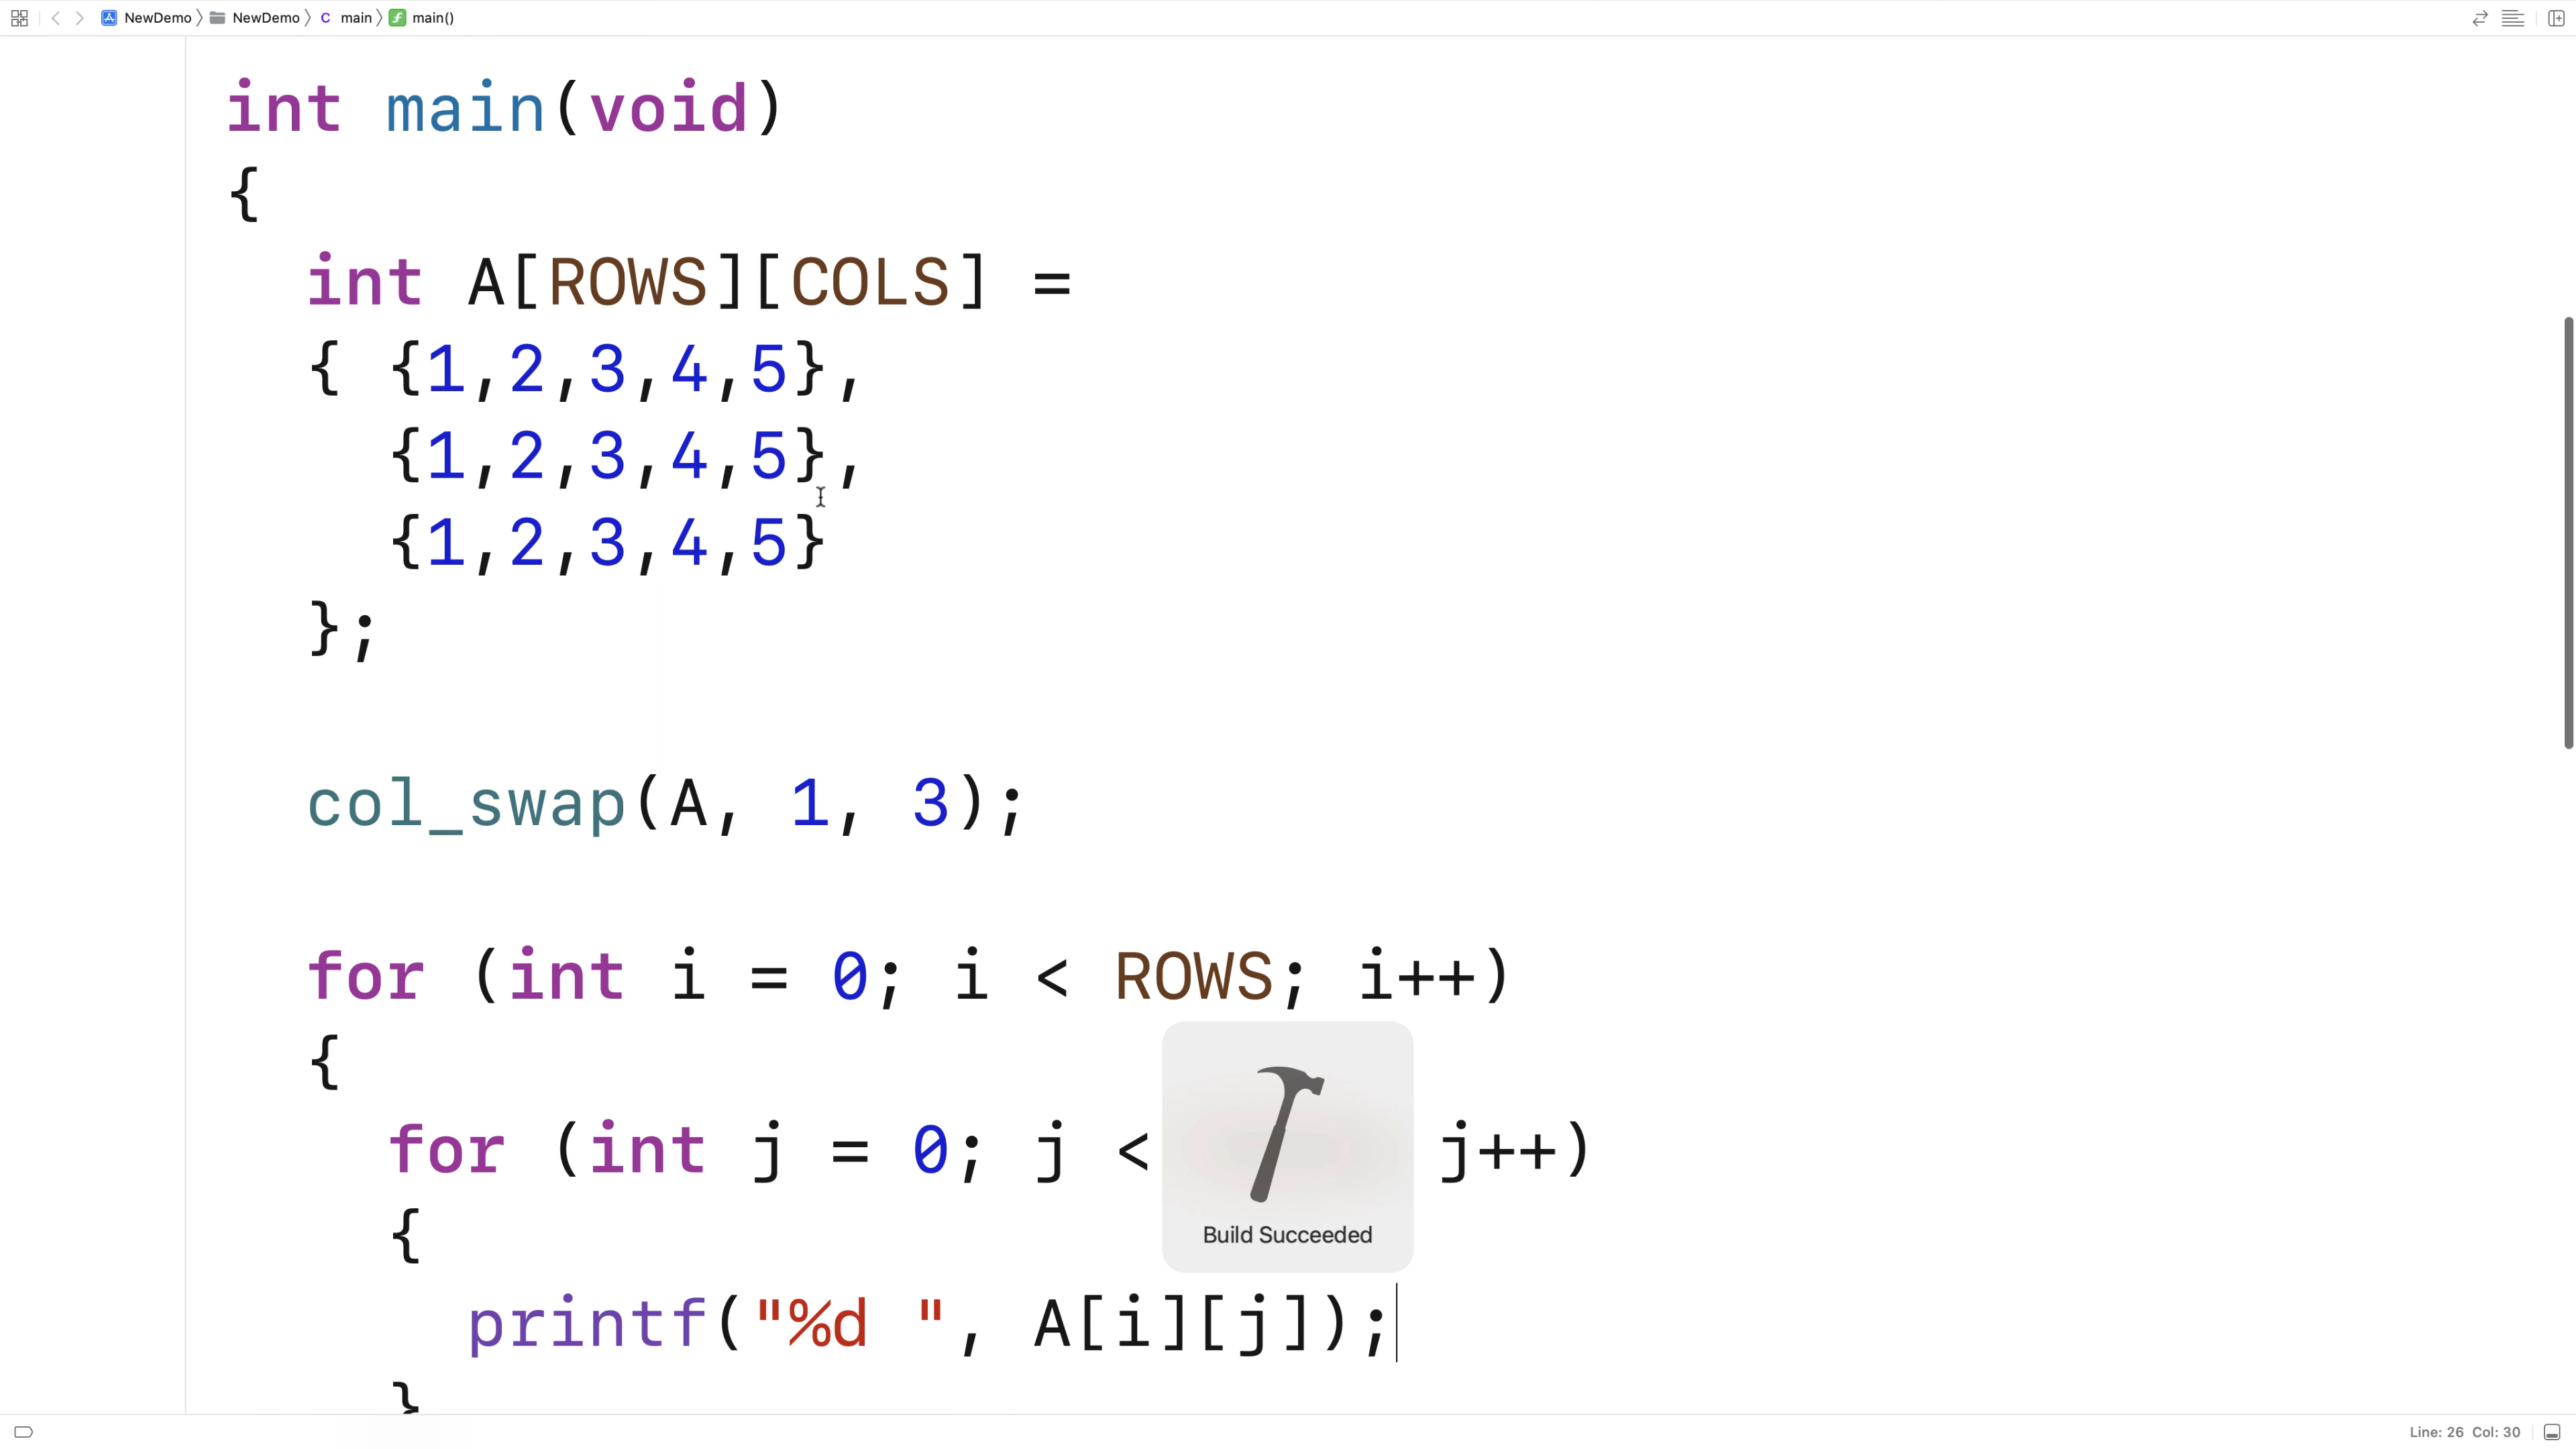 NewDemo NewDemo C main f main()
int main(void)
{
int A[ROWS][COLS] =
{ {1,2,3,4,5},
{1,2,3,4,5},
{1,2,3,4,5}
};
col_swap(A, 1, 3);
for (int i = 0; i < ROWS; i++)
{
for (int j = 0; j < j++)
{
Build Succeeded
printf("%d ", A[i][j]);
}
Line: 26 Col: 30